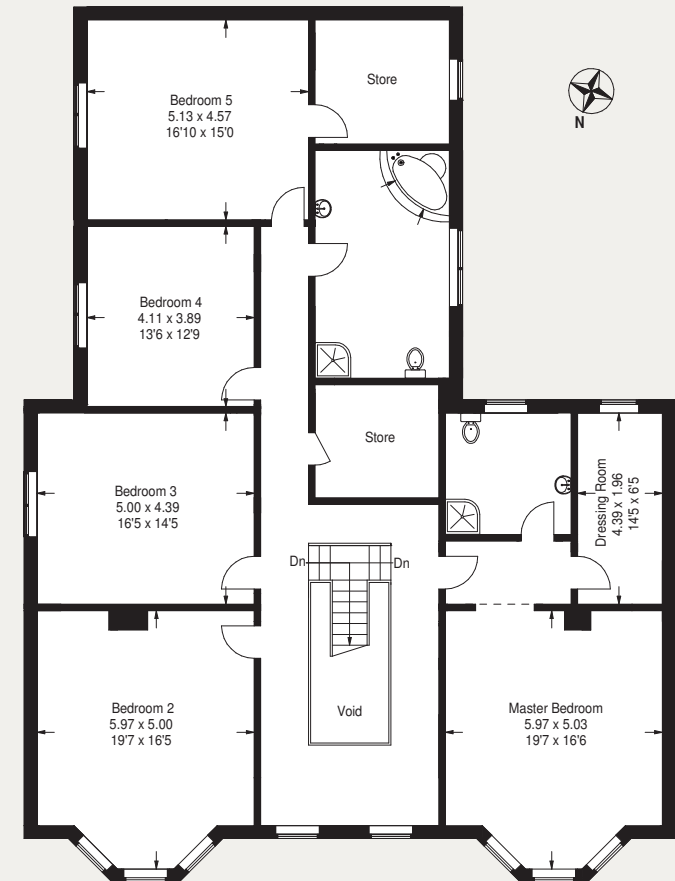 Bedroom 5
5.13 x 4.57
16'10 x 15'0
Store
N
Bedroom 4
4.11 x 3.89
13'6 x 12'9
Store
Bedroom 3
5.00 x 4.39
16'5 x 14'5
Dressing Room
4.39 x 1.96
14'5 x 6'5
Dn
Dn
Void
Bedroom 2
5.97 x 5.00
19'7 x 16'5
Master Bedroom
5.97 x 5.03
19'7 x 16'6